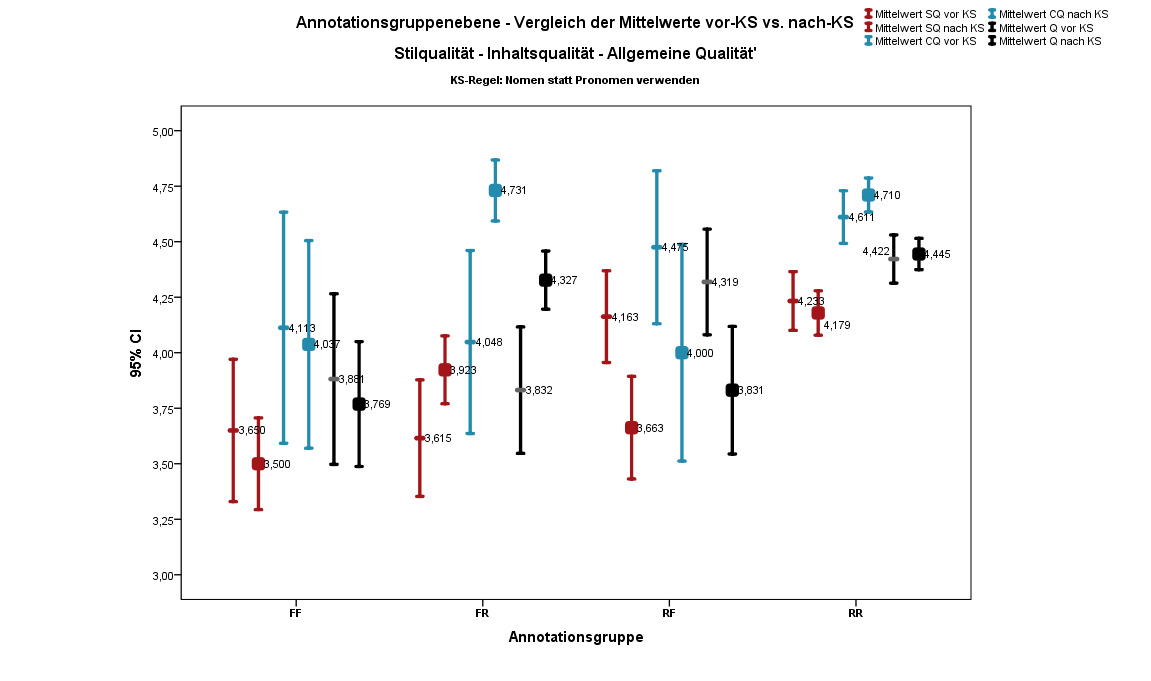 Annotationsgruppenebene - Vergleich der Mittelwerte vor-KS vs. nach-KS
Stilqualität - Inhaltsqualität - Allgemeine Qualität'
KS-Regel: Nomen statt Pronomen verwenden
Mittelwert SQ vor KS
Mittelwert SQ nach KS
Mittelwert CQ vor KS
Mittelwert CQ nach KS
Mittelwert Q vor KS
Mittelwert Q nach KS
95% CI
5,00
4,75
4,50
4,25
4,00
3,75
3,50
3,25
3,00
3,650
3,500
4,113
4,037
3,881
3,769
3,615
3,923
4,048
4,731
3,832
4,327
4,163
3,663
4,475
4,000
4,319
3,831
4,233
4,179
4,611
4,710
4,422
4,445
FF
FR
RF
RR
Annotationsgruppe